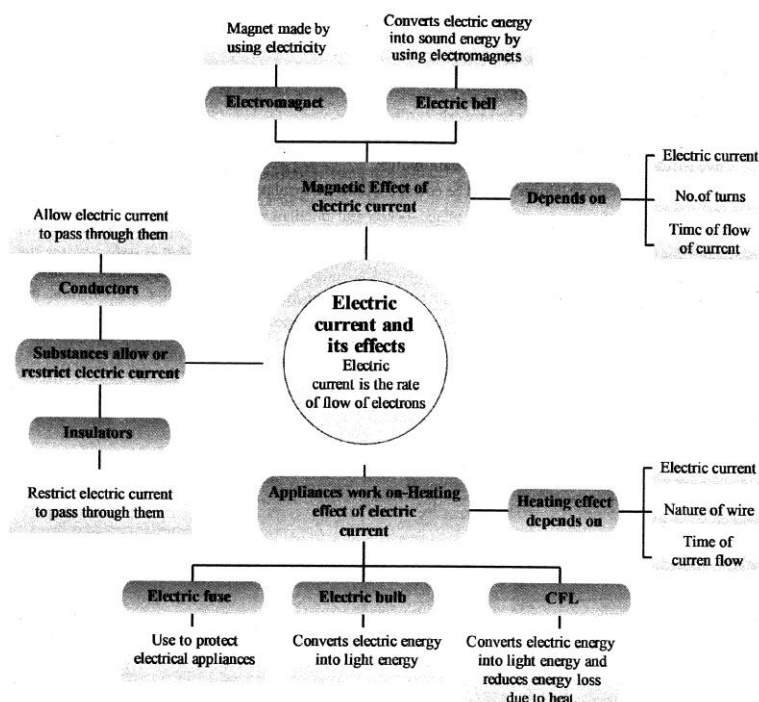 Magnet made by
using electricity
Converts electric energy
into sound energy by
using electromagnets
Electromagnet
Electric bell
Magnetic Effect of
electric current
Depends on
Electric current
No.of turns
Time of flow
of current
Allow electric current
to pass through them
Conductors
Substances allow or
restrict electric current
Insulators
Restrict electric current
to pass through them
Electric
current and
its effects
Electric
current is the rate
of flow of electrons
Appliances work on-Heating
effect of electric
current
Heating effect
depends on
Electric current
Nature of wire
Time of
curren flow
Electric fuse
Electric bulb
CFL
Use to protect
electrical appliances
Converts electric energy
into light energy
Converts electric energy
into light energy and
reduces energy loss
due to heat.